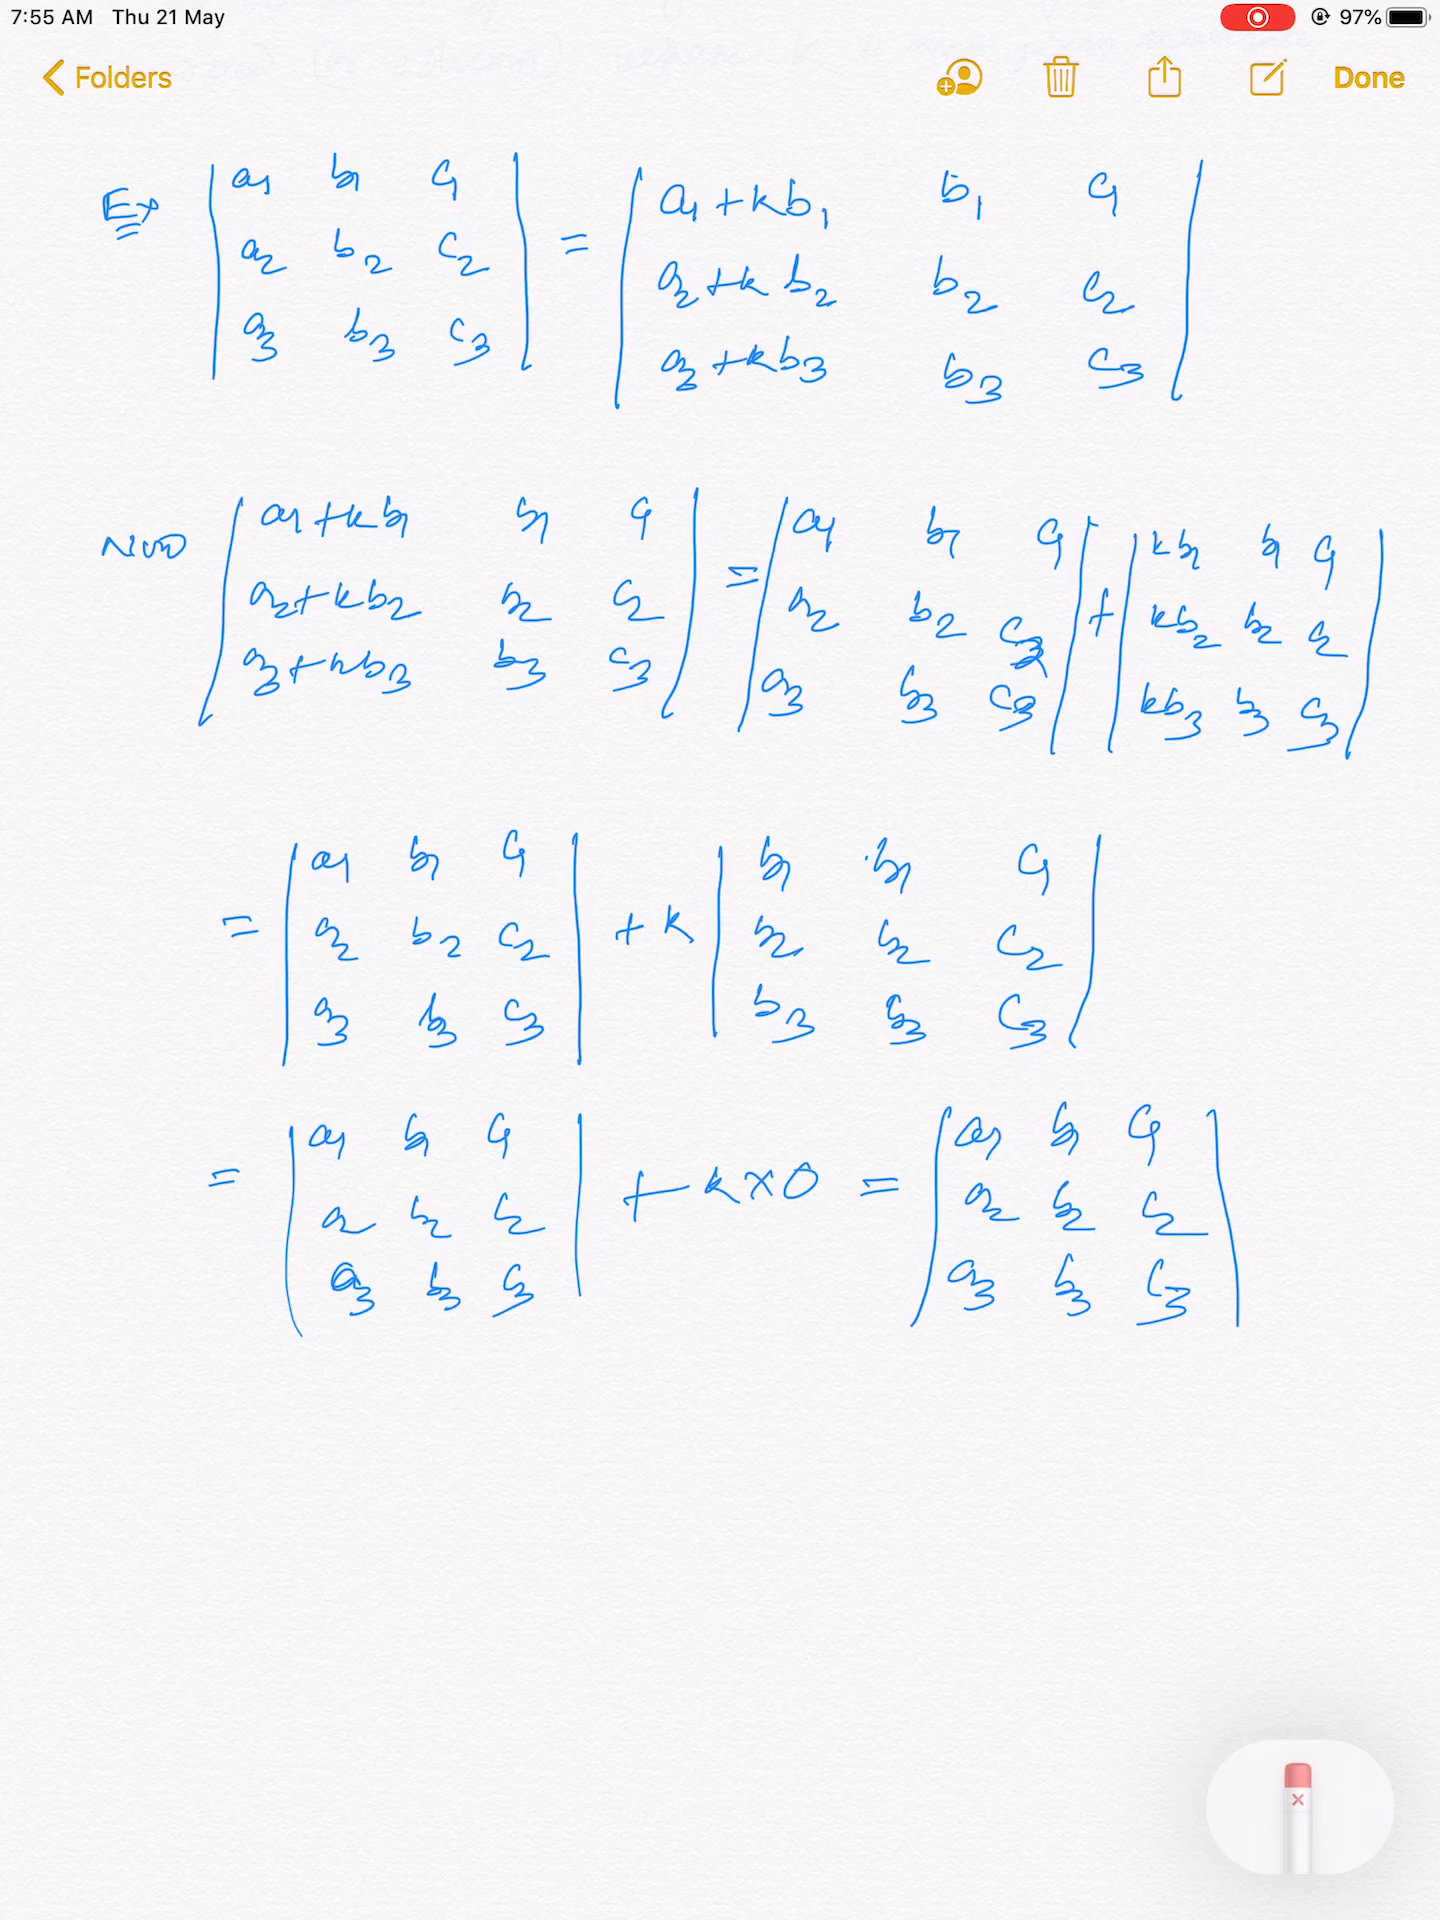 7:55 AM Thu 21 May 97%
Folders Done
Ex | a₁ b₁ c₁ | = | a₁+kb₁ b₁ c₁ |
| a₂ b₂ c₂ | | a₂+kb₂ b₂ c₂ |
| a₃ b₃ c₃ | | a₃+kb₃ b₃ c₃ |
Now | a₁+kb₁ b₁ c₁ | = | a₁ b₁ c₁ | + | kb₁ b₁ c₁ |
| a₂+kb₂ b₂ c₂ | | a₂ b₂ c₂ | | kb₂ b₂ c₂ |
| a₃+kb₃ b₃ c₃ | | a₃ b₃ c₃ | | kb₃ b₃ c₃ |
= | a₁ b₁ c₁ | + k | b₁ b₁ c₁ |
| a₂ b₂ c₂ | | b₂ b₂ c₂ |
| a₃ b₃ c₃ | | b₃ b₃ c₃ |
= | a₁ b₁ c₁ | + k×0 = | a₁ b₁ c₁ |
| a₂ b₂ c₂ | | a₂ b₂ c₂ |
| a₃ b₃ c₃ | | a₃ b₃ c₃ |